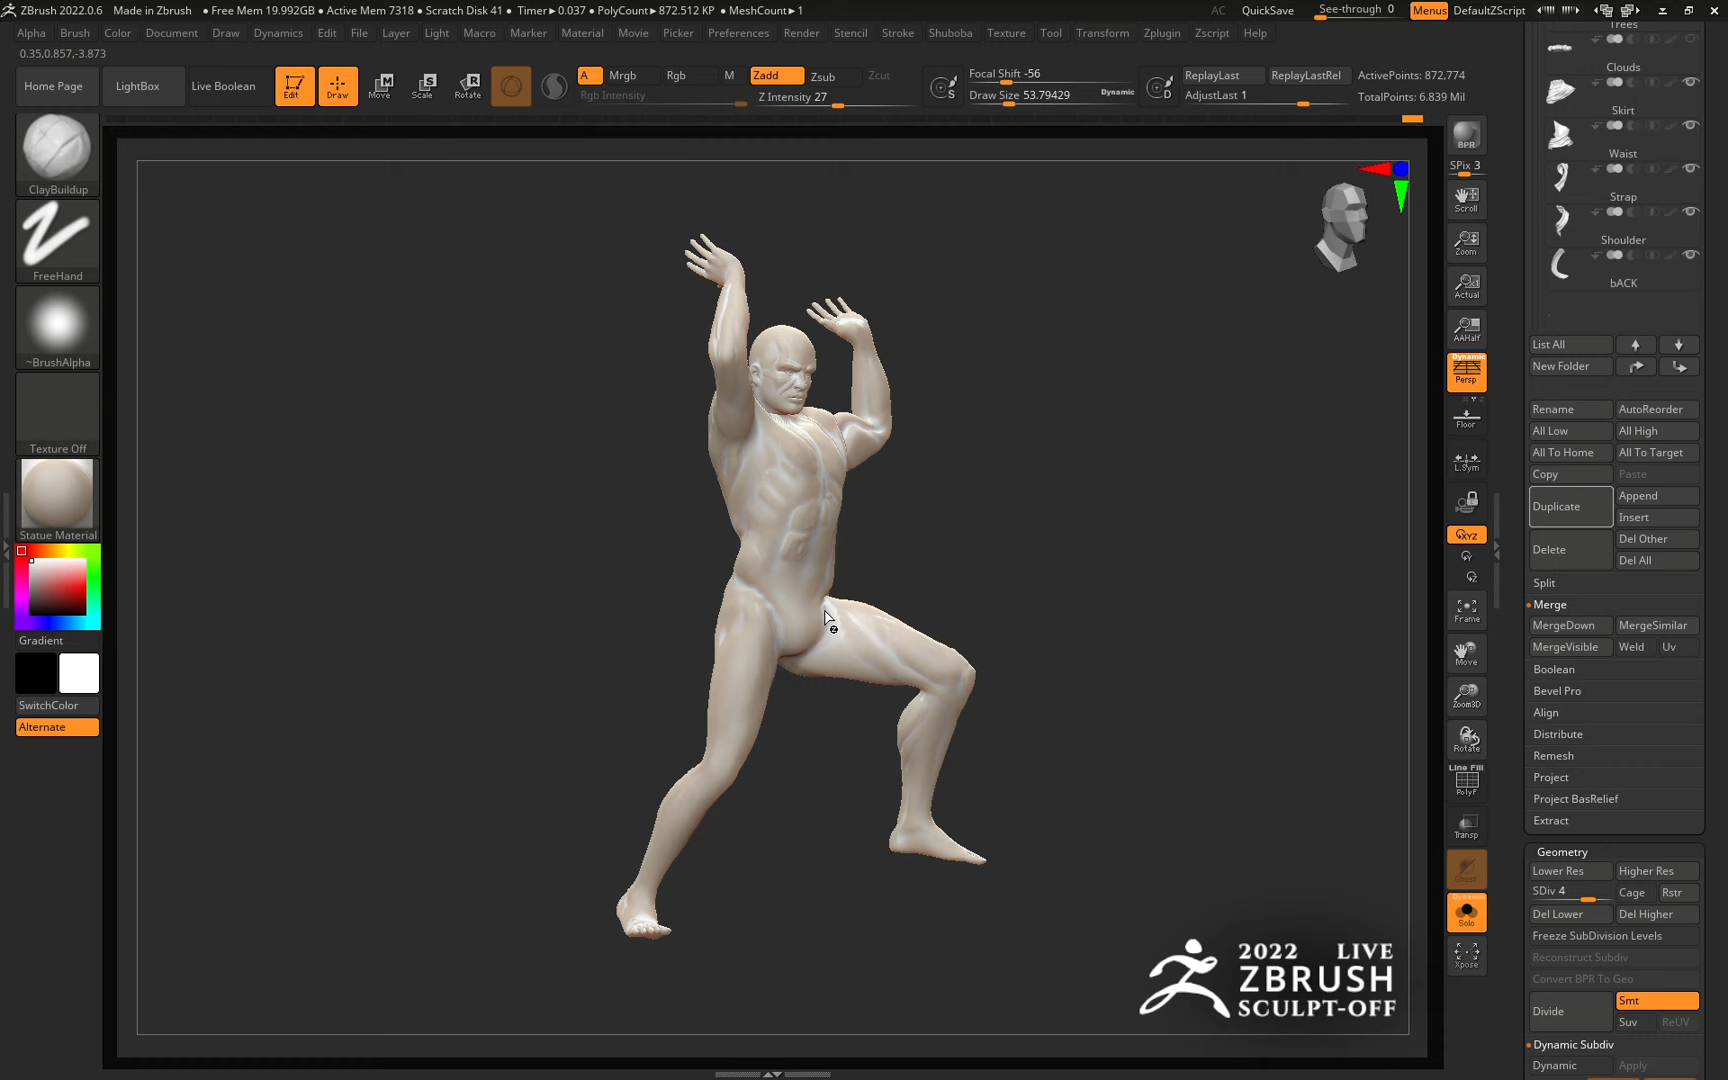 ZBrush 2022.0.6 Made in Zbrush • Free Mem 19.992GB • Active Mem 7318 • Scratch Disk 41 • Timer▸0.037 • PolyCount▸872.512 KP • MeshCount▸1 AC QuickSave See-through 0 Menus DefaultZScript
Alpha Brush Color Document Draw Dynamics Edit File Layer Light Macro Marker Material Movie Picker Preferences Render Stencil Stroke Shuboba Texture Tool Transform Zplugin Zscript Help
0.35,0.857,-3.873
Home Page LightBox Live Boolean Edit Draw Move Scale Rotate
A Mrgb Rgb M Zadd Zsub Zcut
Rgb Intensity Z Intensity 27
S Focal Shift -56
Draw Size 53.79429 Dynamic
D ReplayLast ReplayLastRel ActivePoints: 872,774
AdjustLast 1 TotalPoints: 6.839 Mil
ClayBuildup
FreeHand
~BrushAlpha
Texture Off
Statue Material
Gradient
SwitchColor
Alternate
BPR
SPix 3
Scroll
Zoom
Actual
AAHalf
Dynamic
Persp
Floor
L.Sym
XYZ
Y
Z
Frame
Move
Zoom3D
Rotate
Line Fill
PolyF
Transp
Ghost
Dynamic
Solo
Xpose
Trees
Clouds
Skirt
Waist
Strap
Shoulder
bACK
List All
New Folder
Rename AutoReorder
All Low All High
All To Home All To Target
Copy Paste
Duplicate Append
Insert
Delete Del Other
Del All
Split
Merge
MergeDown MergeSimilar
MergeVisible Weld Uv
Boolean
Bevel Pro
Align
Distribute
Remesh
Project
Project BasRelief
Extract
Geometry
Lower Res Higher Res
SDiv 4 Cage Rstr
Del Lower Del Higher
Freeze SubDivision Levels
Reconstruct Subdiv
Convert BPR To Geo
Divide Smt
Suv ReUV
Dynamic Subdiv
Dynamic Apply
2022 LIVE
ZBRUSH
SCULPT-OFF